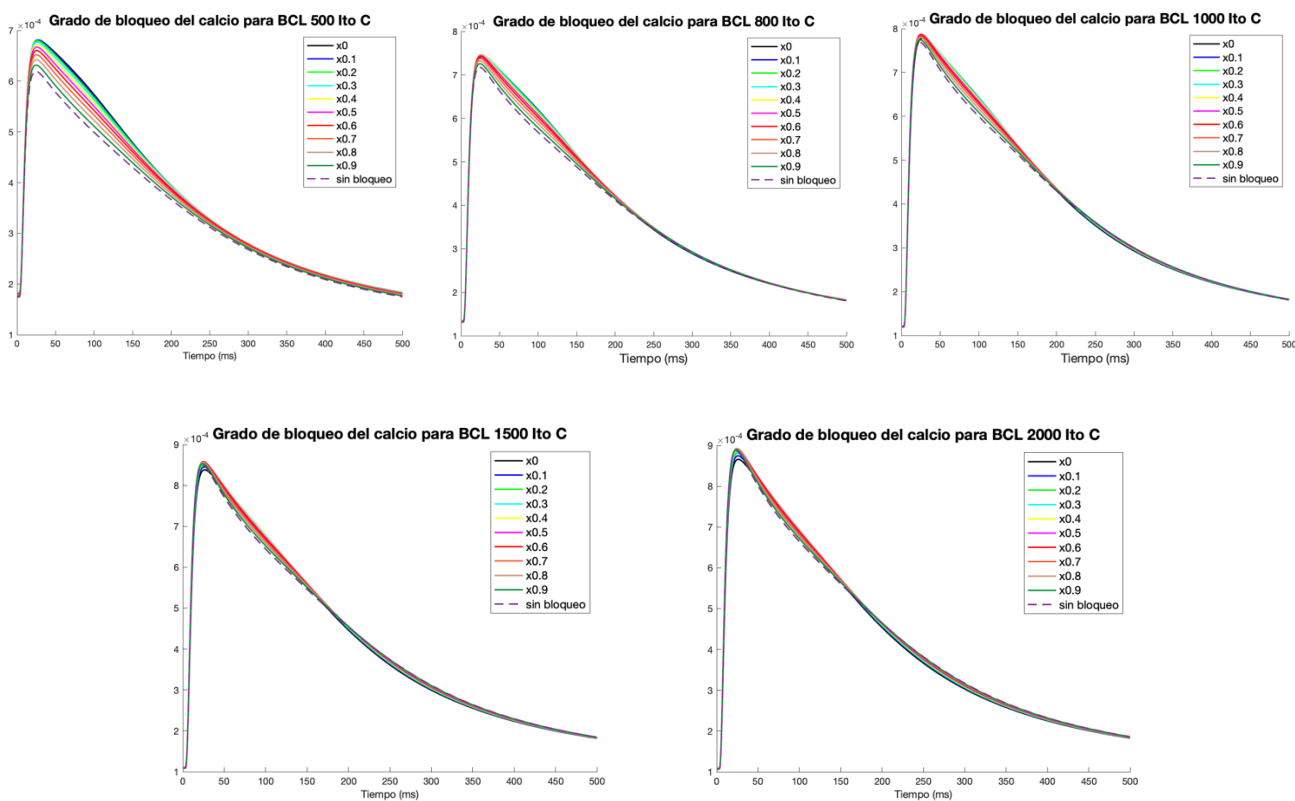 Grado de bloqueo del calcio para BCL 500 Ito C
×10-4
7
6
5
4
3
2
1
0 50 100 150 200 250 300 350 400 450 500
Tiempo (ms)
x0
x0.1
x0.2
x0.3
x0.4
x0.5
x0.6
x0.7
x0.8
x0.9
sin bloqueo
Grado de bloqueo del calcio para BCL 800 Ito C
×10-4
8
7
6
5
4
3
2
1
0 50 100 150 200 250 300 350 400 450 500
Tiempo (ms)
x0
x0.1
x0.2
x0.3
x0.4
x0.5
x0.6
x0.7
x0.8
x0.9
sin bloqueo
Grado de bloqueo del calcio para BCL 1000 Ito C
×10-4
8
7
6
5
4
3
2
1
0 50 100 150 200 250 300 350 400 450 500
Tiempo (ms)
x0
x0.1
x0.2
x0.3
x0.4
x0.5
x0.6
x0.7
x0.8
x0.9
sin bloqueo
Grado de bloqueo del calcio para BCL 1500 Ito C
×10-4
9
8
7
6
5
4
3
2
1
0 50 100 150 200 250 300 350 400 450 500
Tiempo (ms)
x0
x0.1
x0.2
x0.3
x0.4
x0.5
x0.6
x0.7
x0.8
x0.9
sin bloqueo
Grado de bloqueo del calcio para BCL 2000 Ito C
×10-4
9
8
7
6
5
4
3
2
1
0 50 100 150 200 250 300 350 400 450 500
Tiempo (ms)
x0
x0.1
x0.2
x0.3
x0.4
x0.5
x0.6
x0.7
x0.8
x0.9
sin bloqueo